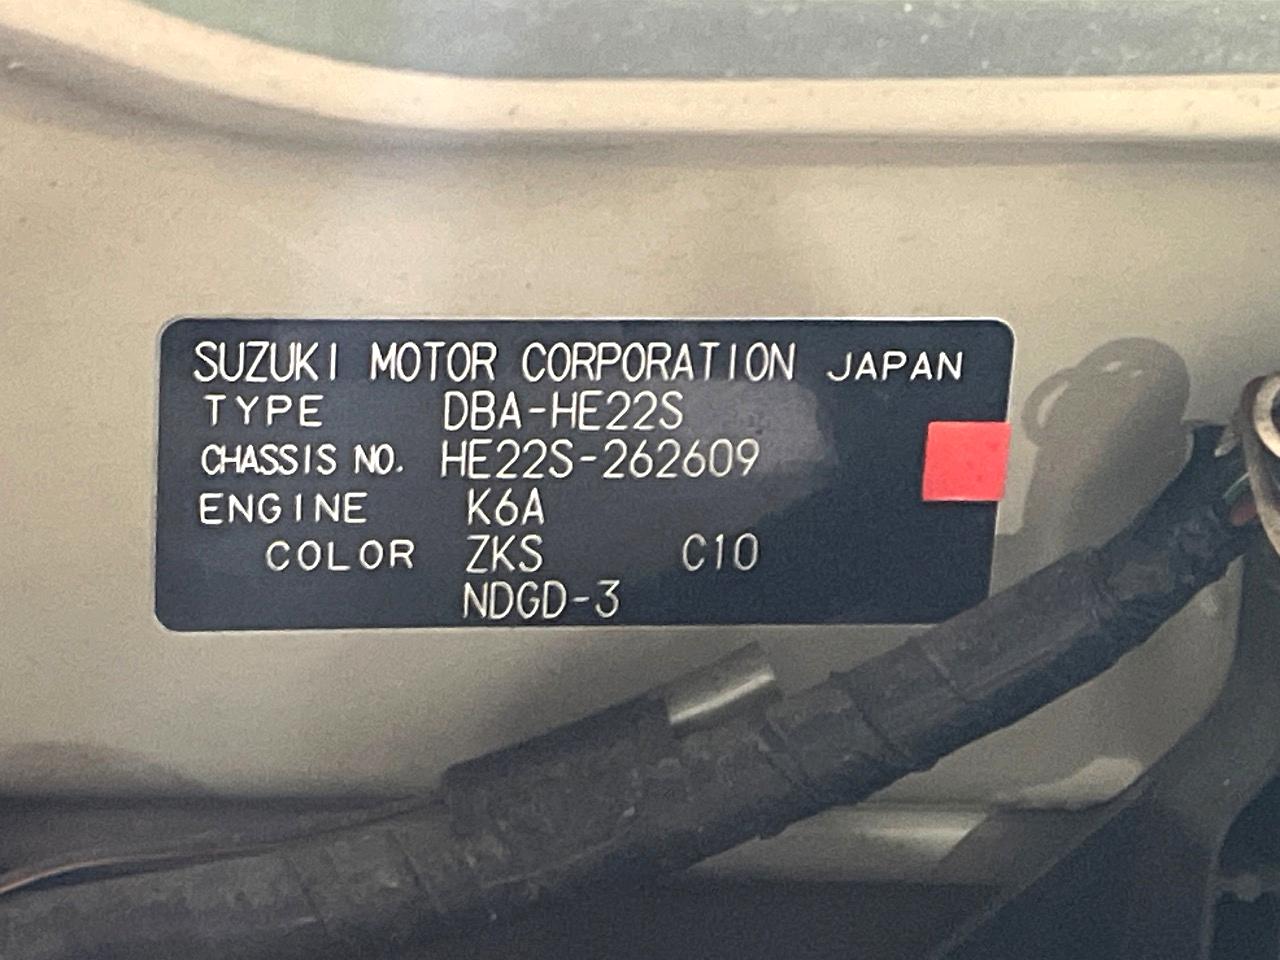 SUZUKI MOTOR CORPORATION JAPAN
TYPE DBA-HE22S
CHASSIS NO. HE22S-262609
ENGINE K6A
COLOR ZKS C10
NDGD-3